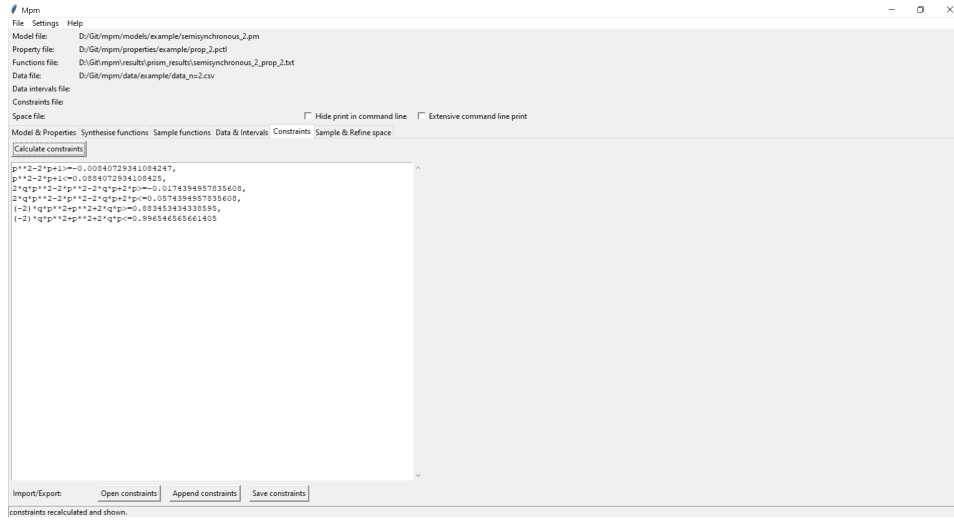 Mpm
File Settings Help
Model file: D:/Git/mpm/models/example/semisynchronous_2.pm
Property file: D:/Git/mpm/properties/example/prop_2.pctl
Functions file: D:\Git\mpm\results\prism_results\semisynchronous_2_prop_2.txt
Data file: D:/Git/mpm/data/example/data_n=2.csv
Data intervals file:
Constraints file:
Space file: Hide print in command line Extensive command line print
Model & Properties Synthesise functions Sample functions Data & Intervals Constraints Sample & Refine space
Calculate constraints
p**2-2*p+1>=-0.00840729341084247,
p**2-2*p+1<=0.0884072934108425,
2*q*p**2-2*p**2-2*q*p+2*p>=-0.0174394957835608,
2*q*p**2-2*p**2-2*q*p+2*p<=0.0574394957835608,
(-2)*q*p**2+p**2+2*q*p>=0.883453434338595,
(-2)*q*p**2+p**2+2*q*p<=0.996546565661405
Import/Export: Open constraints Append constraints Save constraints
constraints recalculated and shown.